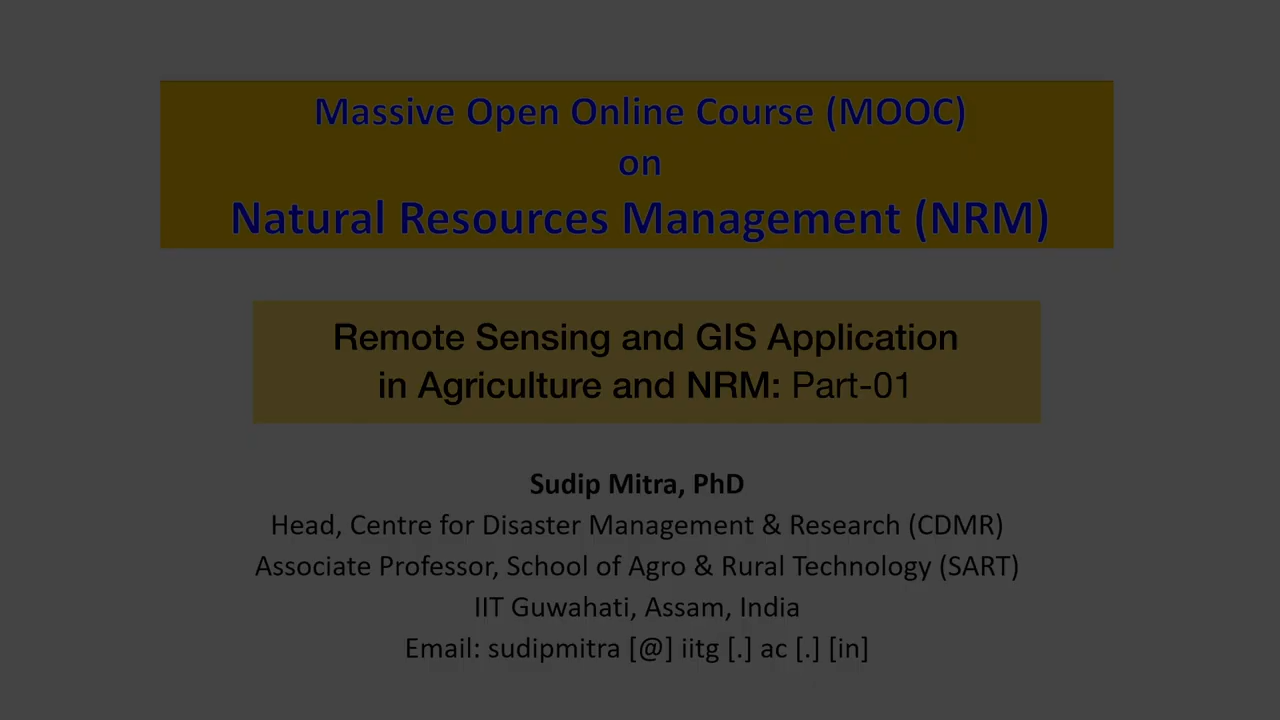 Massive Open Online Course (MOOC)
on
Natural Resources Management (NRM)
Remote Sensing and GIS Application
in Agriculture and NRM: Part-01
Sudip Mitra, PhD
Head, Centre for Disaster Management & Research (CDMR)
Associate Professor, School of Agro & Rural Technology (SART)
IIT Guwahati, Assam, India
Email: sudipmitra [@] iitg [.] ac [.] [in]